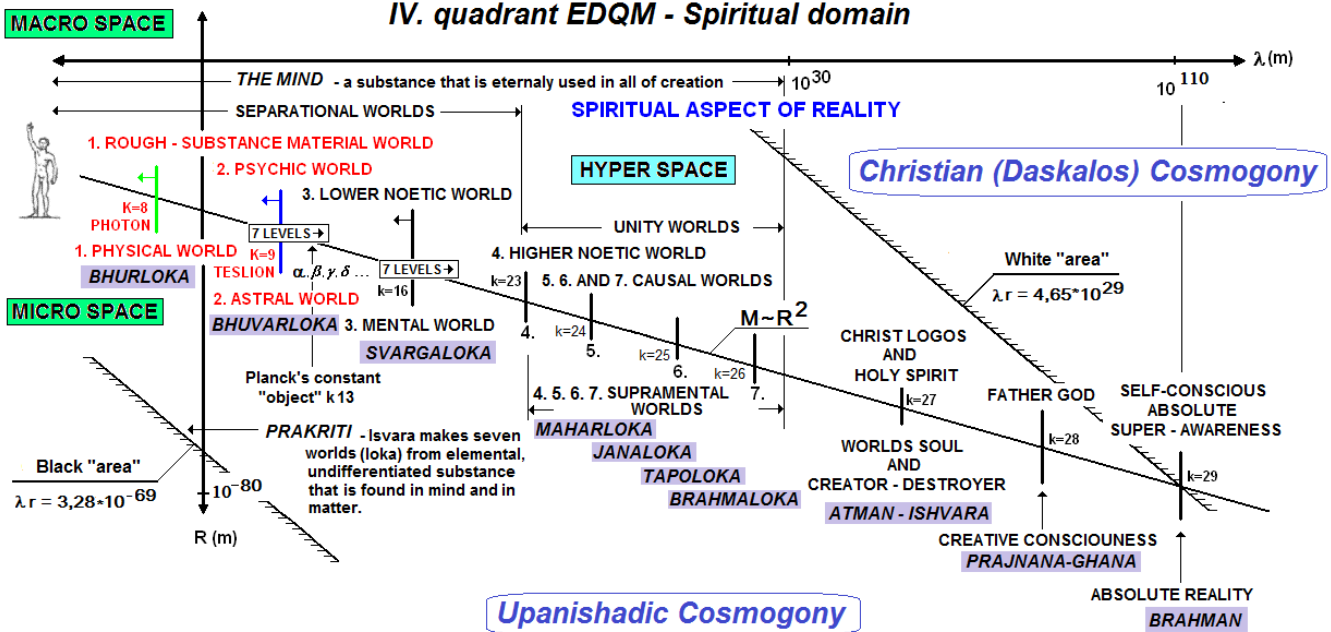 IV. quadrant EDQM - Spiritual domain
MACRO SPACE
λ (m)
THE MIND - a substance that is eternaly used in all of creation
10^30
10^110
SEPARATIONAL WORLDS
SPIRITUAL ASPECT OF REALITY
1. ROUGH - SUBSTANCE MATERIAL WORLD
2. PSYCHIC WORLD
HYPER SPACE
Christian (Daskalos) Cosmogony
3. LOWER NOETIC WORLD
K=8
PHOTON
7 LEVELS→
UNITY WORLDS
1. PHYSICAL WORLD
K=9
TESLION
α.. β, γ, δ ...
7 LEVELS→
4. HIGHER NOETIC WORLD
BHURLOKA
k=16
k=23
5. 6. AND 7. CAUSAL WORLDS
White "area"
λ r = 4,65*10^29
2. ASTRAL WORLD
MICRO SPACE
BHUVARLOKA
3. MENTAL WORLD
4.
k=24
5.
M~R^2
SVARGALOKA
k=25
6.
k=26
7.
CHRIST LOGOS
AND
HOLY SPIRIT
Planck's constant
"object" k 13
4. 5. 6. 7. SUPRAMENTAL
WORLDS
k=27
FATHER GOD
SELF-CONSCIOUS
ABSOLUTE
SUPER - AWARENESS
MAHARLOKA
JANALOKA
TAPOLOKA
BRAHMALOKA
PRAKRITI - Isvara makes seven
worlds (loka) from elemental,
undifferentiated substance
that is found in mind and in
matter.
WORLDS SOUL
AND
CREATOR - DESTROYER
ATMAN - ISHVARA
k=28
k=29
Black "area"
λ r = 3,28*10^-69
10^-80
R (m)
CREATIVE CONSCIOUNESS
PRAJNANA-GHANA
ABSOLUTE REALITY
BRAHMAN
Upanishadic Cosmogony